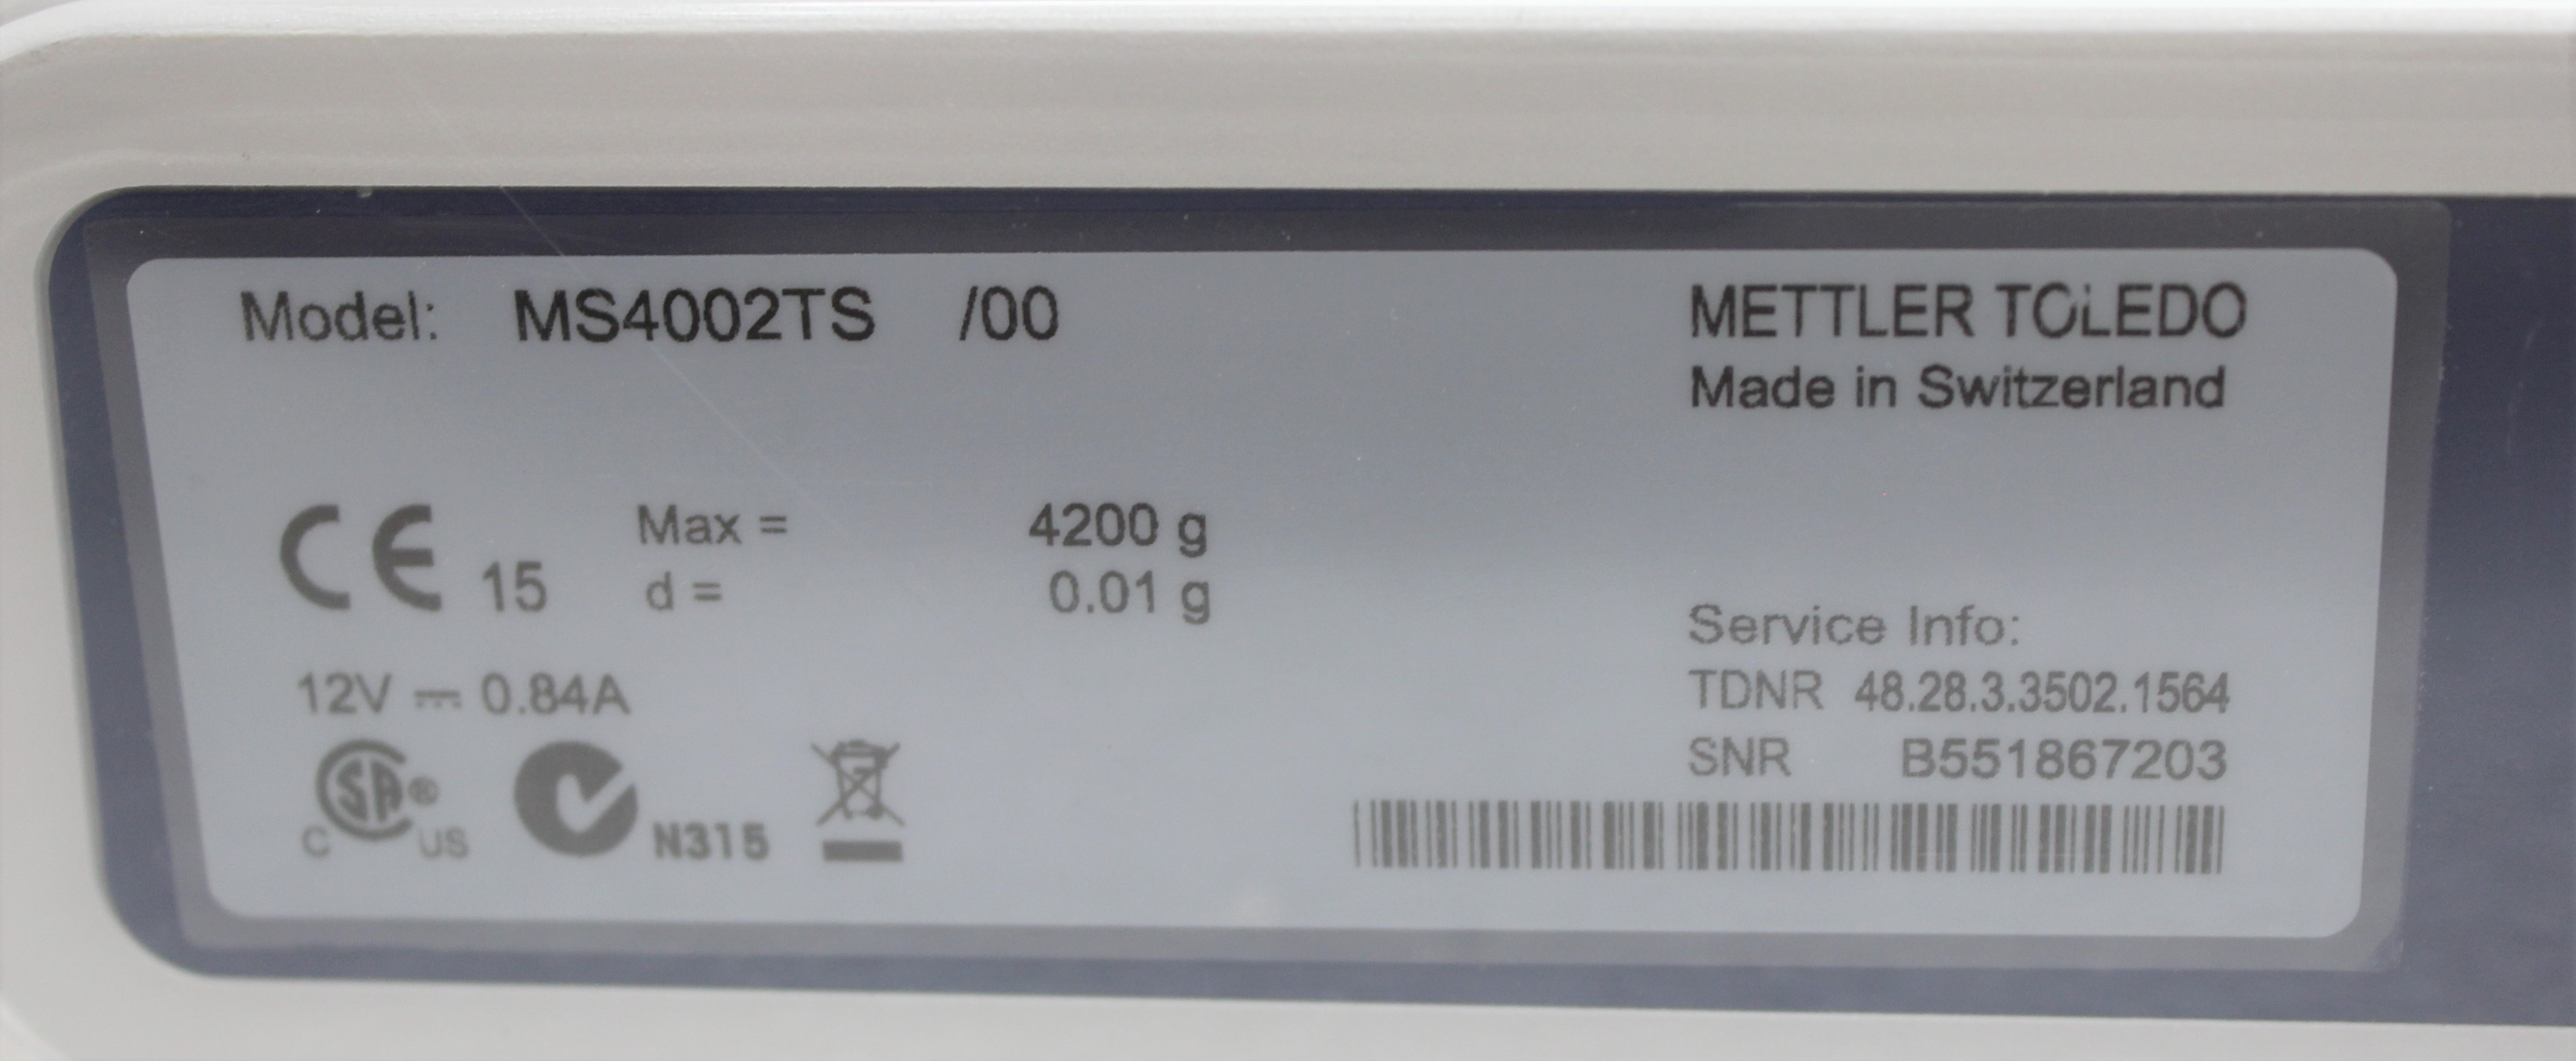 Model: MS4002TS /00
METTLER TOLEDO
Made in Switzerland
CE 15
Max = 4200 g
d = 0.01 g
12V ⎓ 0.84A
C SA® US
N315
Service Info:
TDNR 48.28.3.3502.1564
SNR B551867203